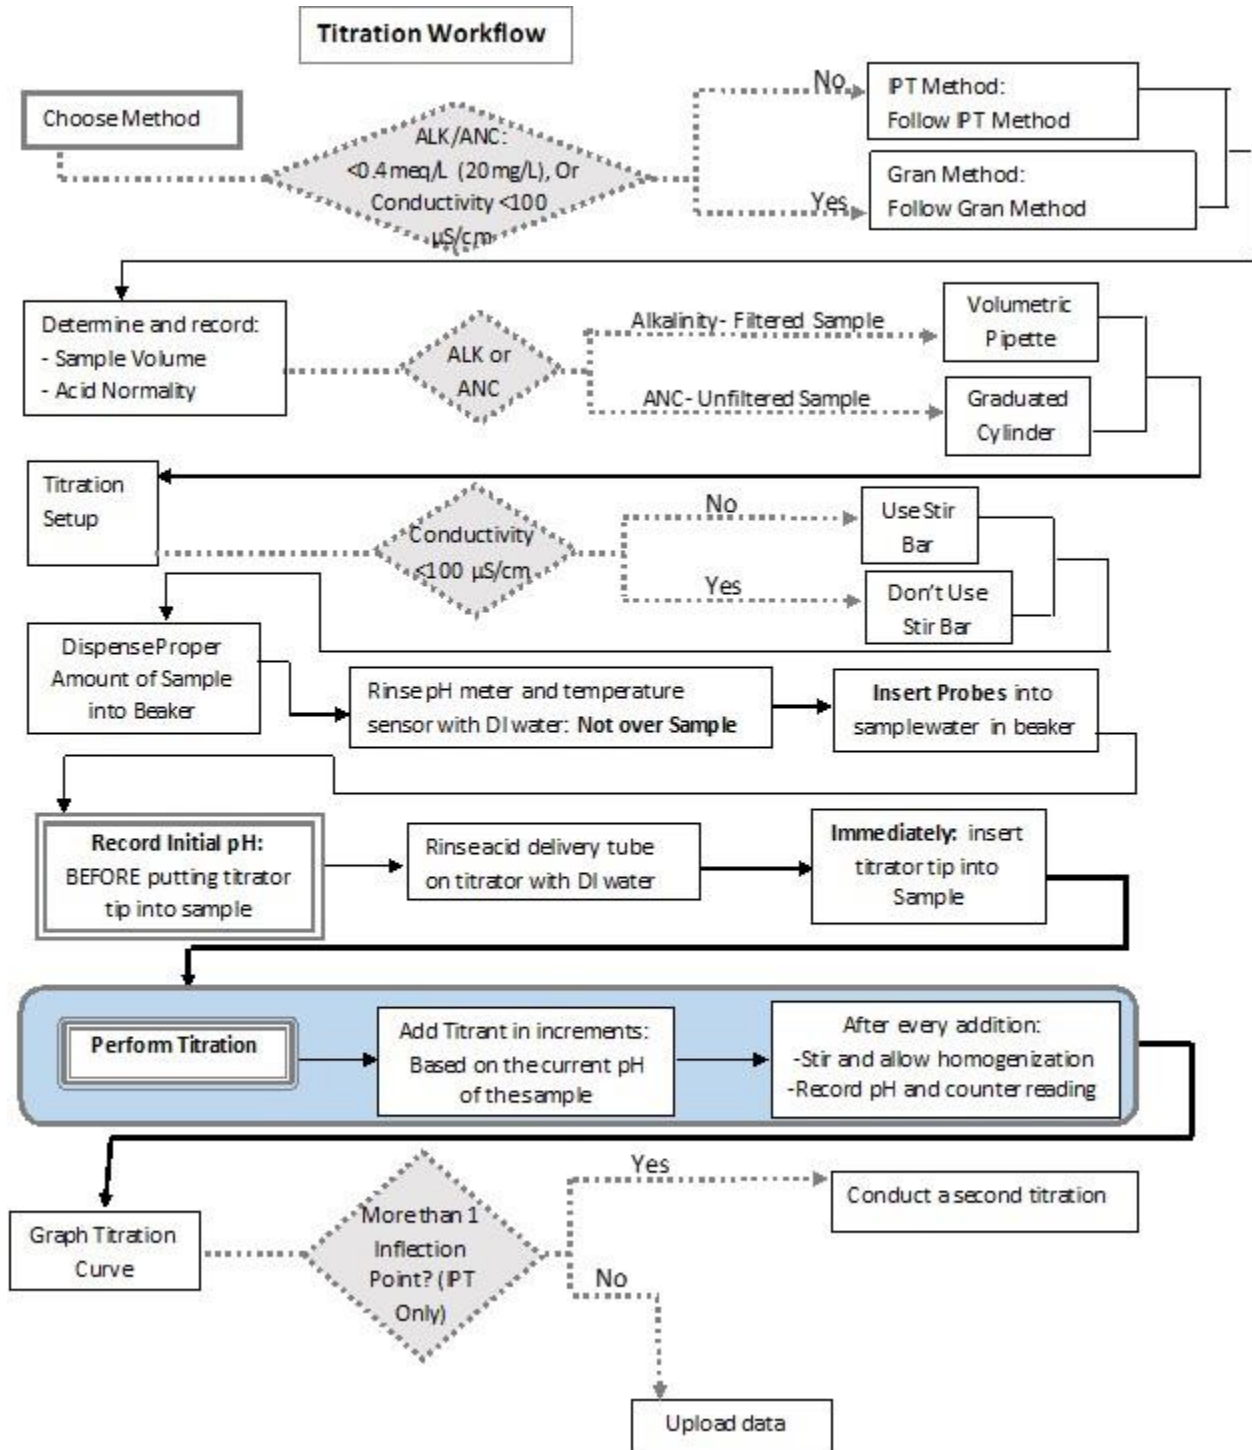 Titration Workflow
Choose Method
ALK/ANC:
<0.4 meq/L (20 mg/L), Or
Conductivity <100
µS/cm
No
IPT Method:
Follow IPT Method
Yes
Gran Method:
Follow Gran Method
Determine and record:
- Sample Volume
- Acid Normality
ALK or
ANC
Alkalinity- Filtered Sample
Volumetric
Pipette
ANC- Unfiltered Sample
Graduated
Cylinder
Titration
Setup
Conductivity
<100 µS/cm
No
Use Stir
Bar
Yes
Don't Use
Stir Bar
Dispense Proper
Amount of Sample
into Beaker
Rinse pH meter and temperature
sensor with DI water: Not over Sample
Insert Probes into
sample water in beaker
Record Initial pH:
BEFORE putting titrator
tip into sample
Rinse acid delivery tube
on titrator with DI water
Immediately: insert
titrator tip into
Sample
Perform Titration
Add Titrant in increments:
Based on the current pH
of the sample
After every addition:
-Stir and allow homogenization
-Record pH and counter reading
Graph Titration
Curve
More than 1
Inflection
Point? (IPT
Only)
Yes
Conduct a second titration
No
Upload data